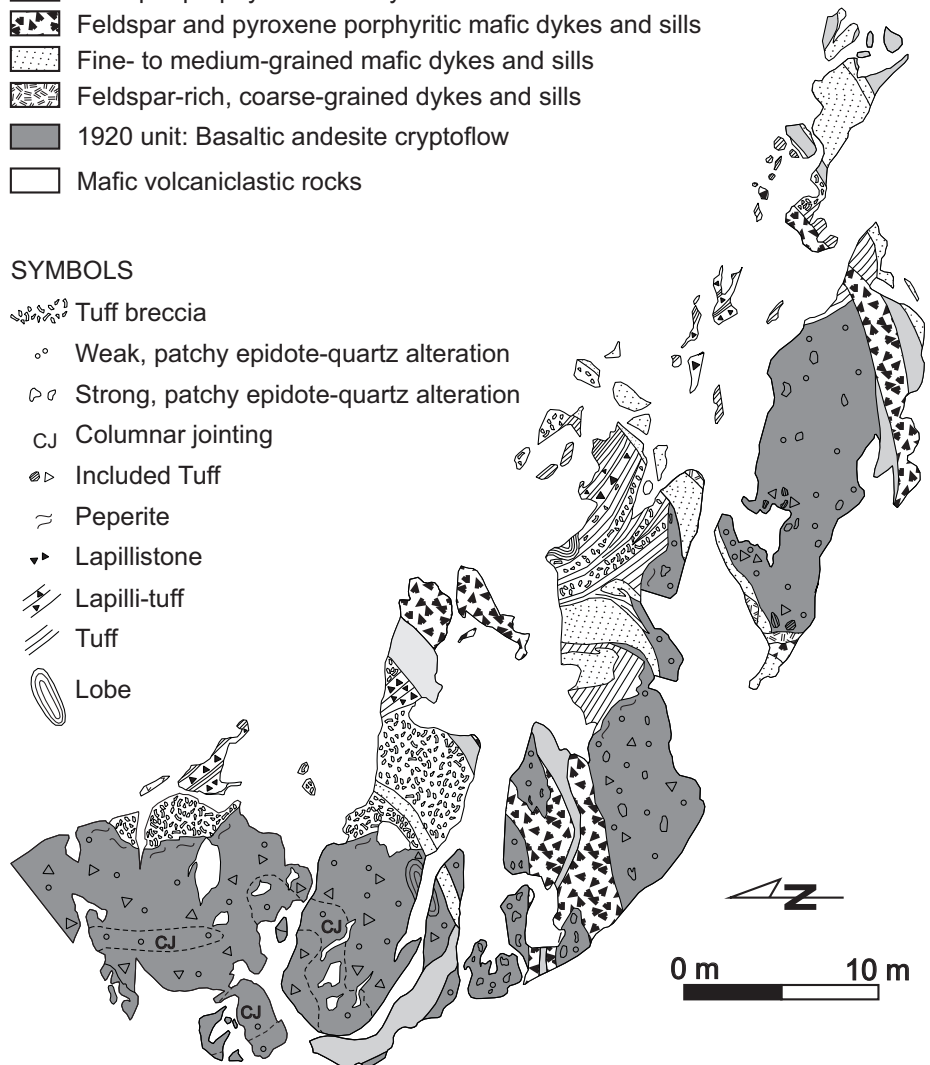 Feldspar and pyroxene porphyritic mafic dykes and sills
Fine- to medium-grained mafic dykes and sills
Feldspar-rich, coarse-grained dykes and sills
1920 unit: Basaltic andesite cryptoflow
Mafic volcaniclastic rocks
SYMBOLS
Tuff breccia
Weak, patchy epidote-quartz alteration
Strong, patchy epidote-quartz alteration
CJ Columnar jointing
Included Tuff
Peperite
Lapillistone
Lapilli-tuff
Tuff
Lobe
CJ
CJ
CJ
N
0 m 10 m